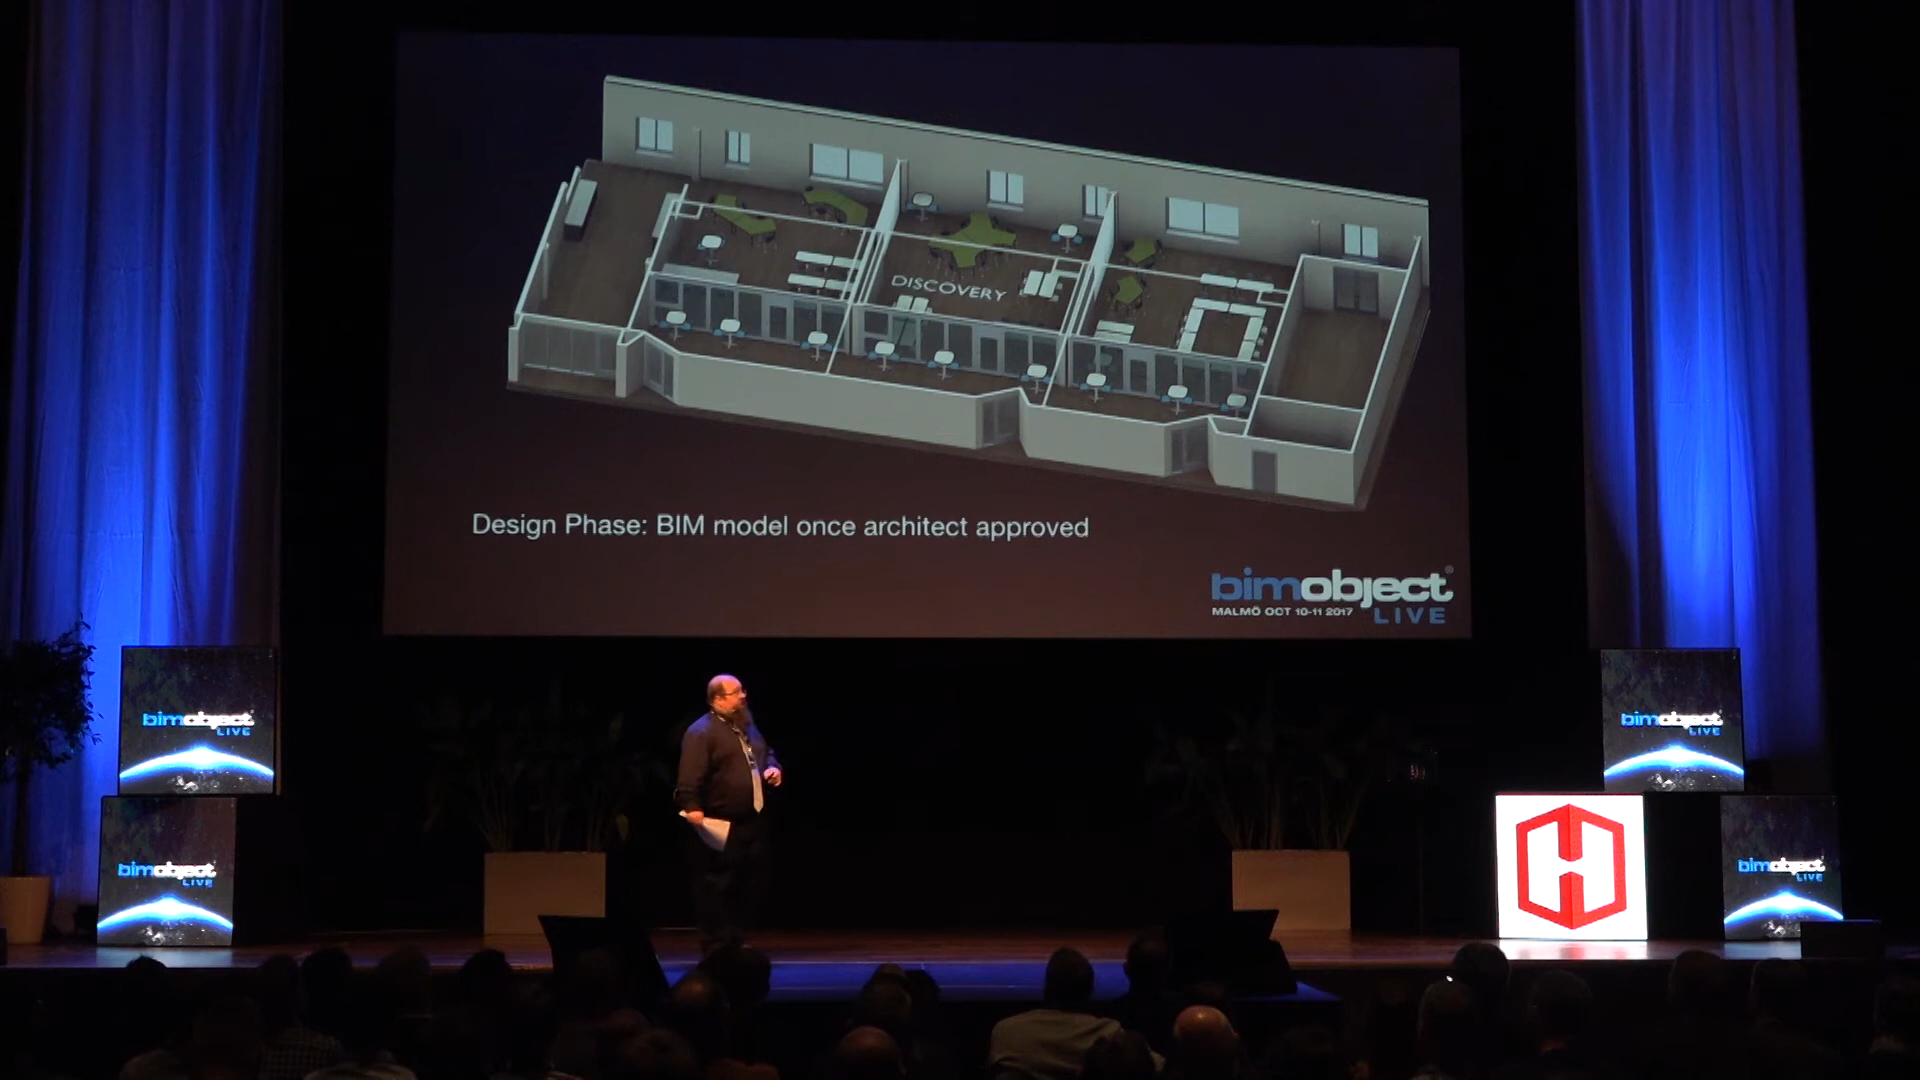 DISCOVERY
Design Phase: BIM model once architect approved
bimobject®
MALMÖ OCT 10-11 2017
LIVE
bimobject
LIVE
bimobject
LIVE
bimobject
LIVE
bimobject
LIVE